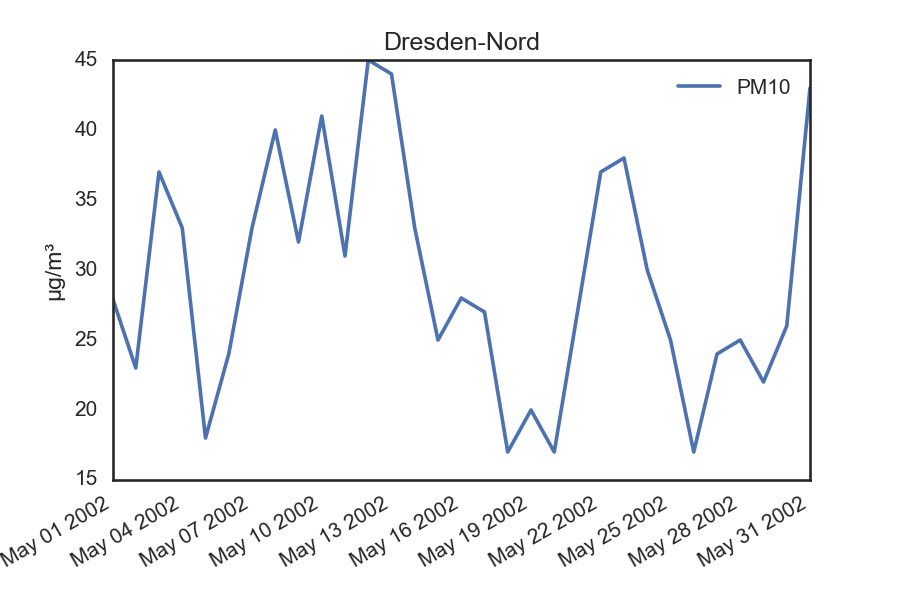 Dresden-Nord
45
40
35
30
25
20
15
µg/m³
PM10
May 01 2002
May 04 2002
May 07 2002
May 10 2002
May 13 2002
May 16 2002
May 19 2002
May 22 2002
May 25 2002
May 28 2002
May 31 2002